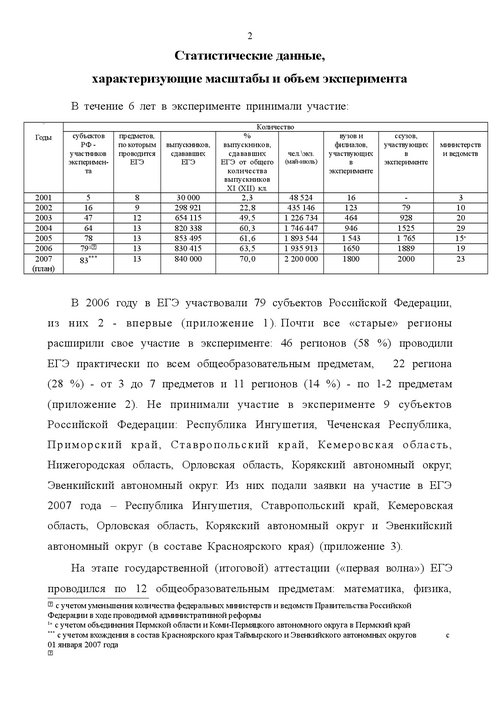 2
Статистические данные,
характеризующие масштабы и объем эксперимента
В течение 6 лет в эксперименте принимали участие:
Годы
Количество
субъектов РФ - участников эксперимен-та
предметов, по которым проводится ЕГЭ
выпускников, сдававших ЕГЭ
% выпускников, сдававших ЕГЭ от общего количества выпускников XI (XII) кл.
чел.\экз. (май-июль)
вузов и филиалов, участвующих в эксперименте
ссузов, участвующих в эксперименте
министерств и ведомств
2001 5 8 30 000 2,3 48 524 16 - 3
2002 16 9 298 921 22,8 435 146 123 79 10
2003 47 12 654 115 49,5 1 226 734 464 928 20
2004 64 13 820 338 60,3 1 746 447 946 1525 29
2005 78 13 853 495 61,6 1 893 544 1 543 1 765 15*
2006 79 13 830 415 63,5 1 935 913 1650 1889 19
2007 (план) 83*** 13 840 000 70,0 2 200 000 1800 2000 23
В 2006 году в ЕГЭ участвовали 79 субъектов Российской Федерации,
из них 2 - впервые (приложение 1). Почти все «старые» регионы
расширили свое участие в эксперименте: 46 регионов (58 %) проводили
ЕГЭ практически по всем общеобразовательным предметам, 22 региона
(28 %) - от 3 до 7 предметов и 11 регионов (14 %) - по 1-2 предметам
(приложение 2). Не принимали участие в эксперименте 9 субъектов
Российской Федерации: Республика Ингушетия, Чеченская Республика,
Приморский край, Ставропольский край, Кемеровская область,
Нижегородская область, Орловская область, Корякский автономный округ,
Эвенкийский автономный округ. Из них подали заявки на участие в ЕГЭ
2007 года – Республика Ингушетия, Ставропольский край, Кемеровская
область, Орловская область, Корякский автономный округ и Эвенкийский
автономный округ (в составе Красноярского края) (приложение 3).
На этапе государственной (итоговой) аттестации («первая волна») ЕГЭ
проводился по 12 общеобразовательным предметам: математика, физика,
с учетом уменьшения количества федеральных министерств и ведомств Правительства Российской
Федерации в ходе проводимой административной реформы
с учетом объединения Пермской области и Коми-Пермяцкого автономного округа в Пермский край
*** с учетом вхождения в состав Красноярского края Таймырского и Эвенкийского автономных округов с
01 января 2007 года